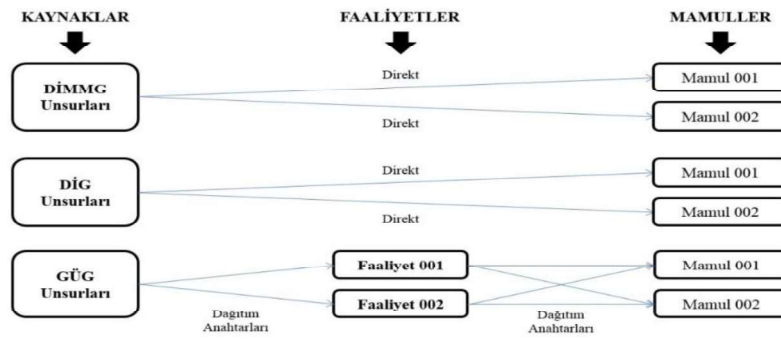 KAYNAKLAR
FAALİYETLER
MAMULLER
DİMMG
Unsurları
Direkt
Direkt
Mamul 001
Mamul 002
DİG
Unsurları
Direkt
Direkt
Mamul 001
Mamul 002
GÜG
Unsurları
Dağıtım
Anahtarları
Faaliyet 001
Faaliyet 002
Dağıtım
Anahtarları
Mamul 001
Mamul 002